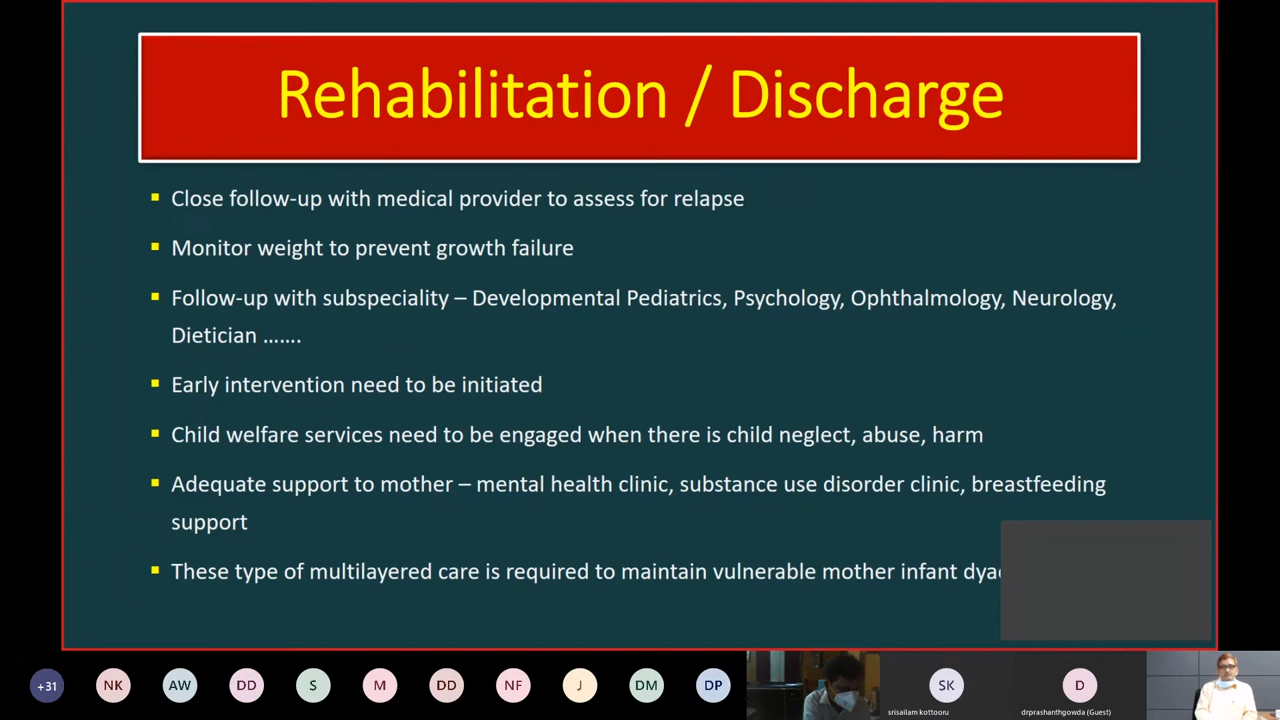 Rehabilitation / Discharge
Close follow-up with medical provider to assess for relapse
Monitor weight to prevent growth failure
Follow-up with subspeciality – Developmental Pediatrics, Psychology, Ophthalmology, Neurology,
Dietician …….
Early intervention need to be initiated
Child welfare services need to be engaged when there is child neglect, abuse, harm
Adequate support to mother – mental health clinic, substance use disorder clinic, breastfeeding
support
These type of multilayered care is required to maintain vulnerable mother infant
+31 NK AW DD S M DD NF J DM DP SK D
srisailam kottooru drprashanthgowda (Guest)